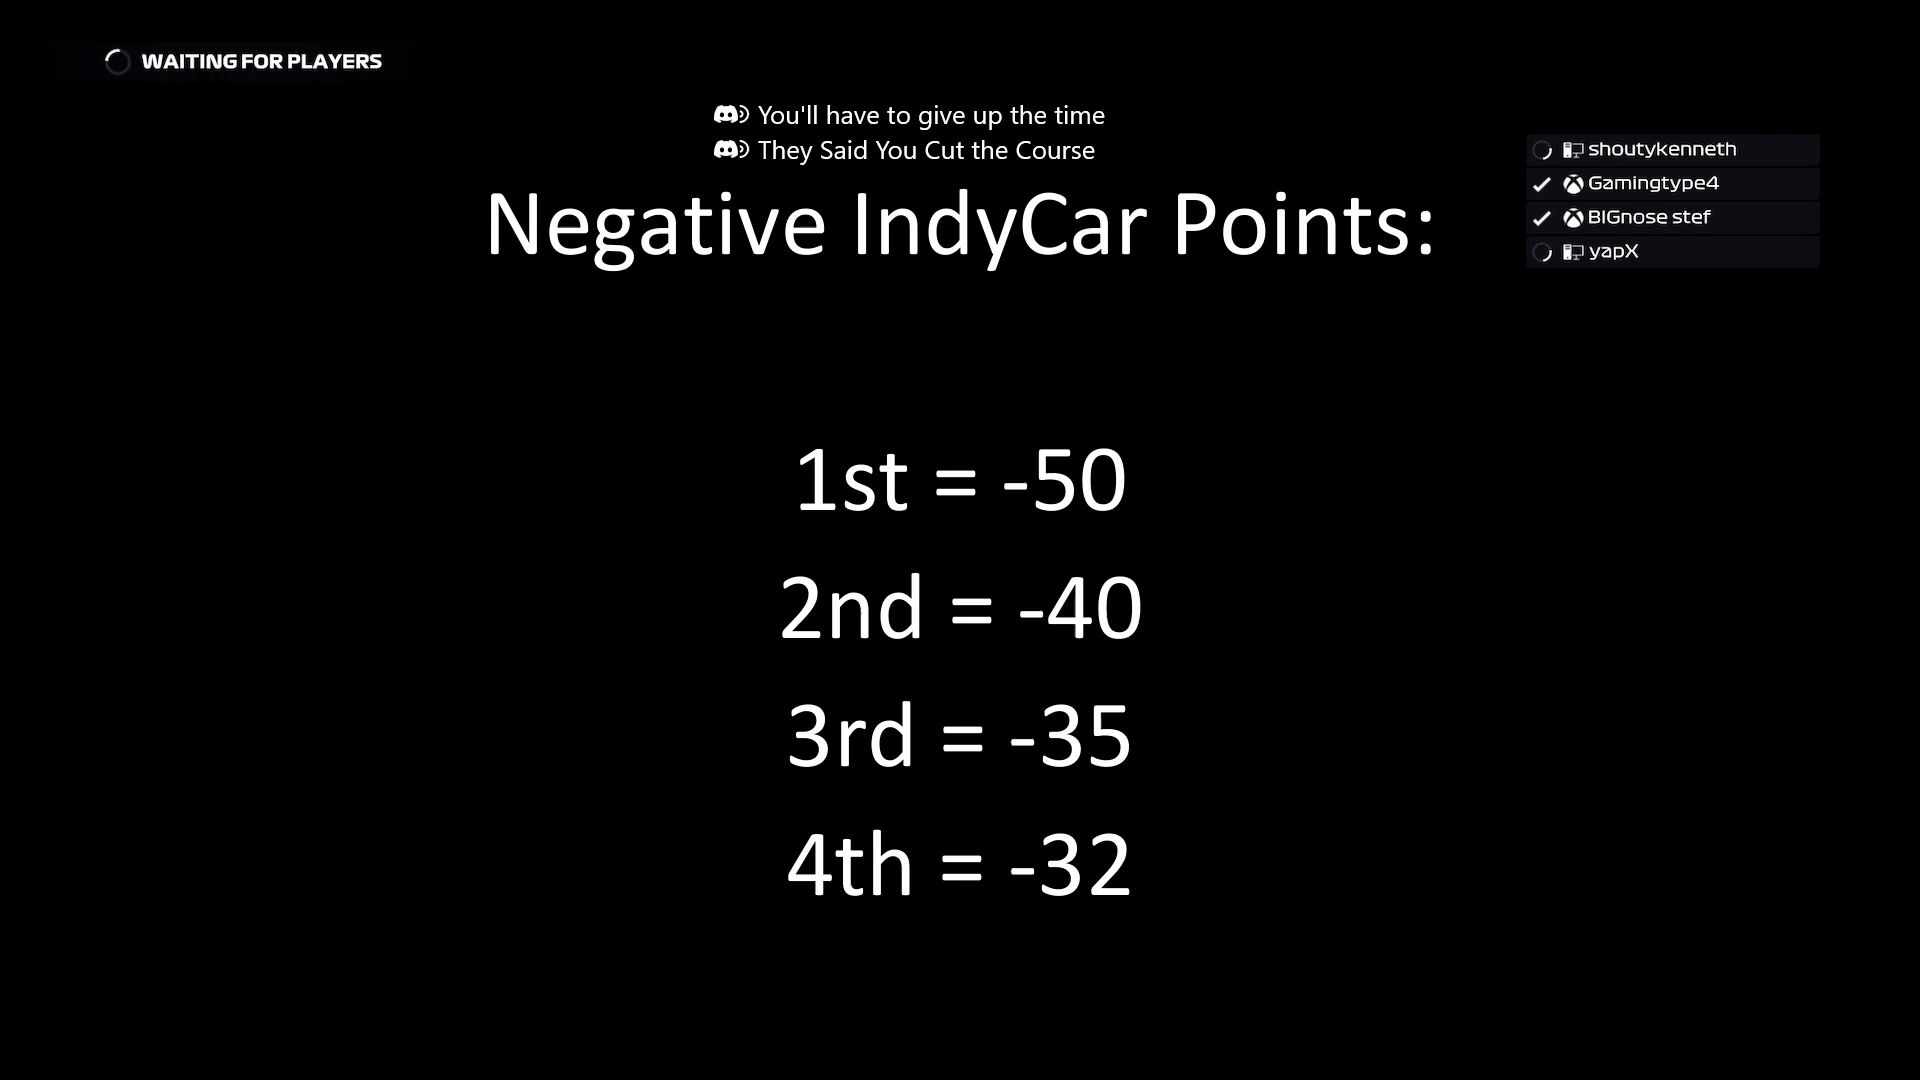 WAITING FOR PLAYERS
You'll have to give up the time
They Said You Cut the Course
Negative IndyCar Points:
shoutykenneth
Gamingtype4
BIGnose stef
yapX
1st = -50
2nd = -40
3rd = -35
4th = -32